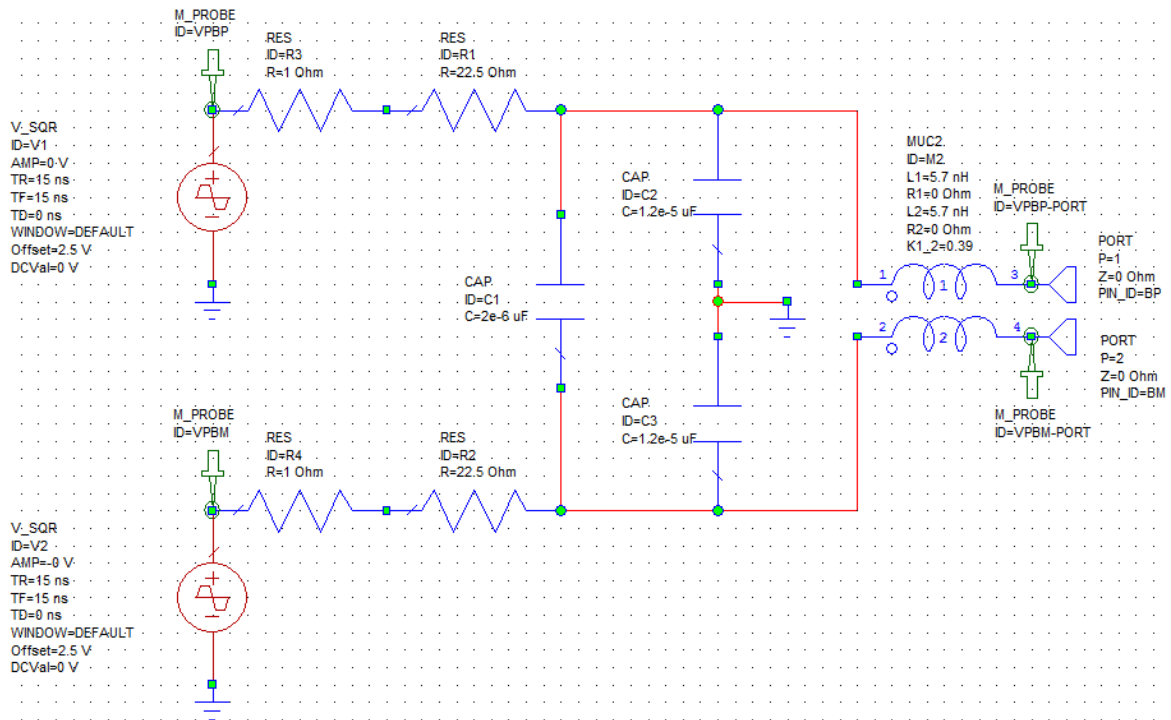 M_PROBE
ID=VPBP
RES
ID=R3
R=1 Ohm
RES
ID=R1
R=22.5 Ohm
V_SQR
ID=V1
AMP=0 V
TR=15 ns
TF=15 ns
TD=0 ns
WINDOW=DEFAULT
Offset=2.5 V
DCVal=0 V
CAP
ID=C1
C=2e-6 uF
CAP
ID=C2
C=1.2e-5 uF
MUC2
ID=M2
L1=5.7 nH
R1=0 Ohm
L2=5.7 nH
R2=0 Ohm
K1_2=0.39
M_PROBE
ID=VPBP-PORT
PORT
P=1
Z=0 Ohm
PIN_ID=BP
1
1
3
2
2
4
PORT
P=2
Z=0 Ohm
PIN_ID=BM
M_PROBE
ID=VPBM-PORT
CAP
ID=C3
C=1.2e-5 uF
M_PROBE
ID=VPBM
RES
ID=R4
R=1 Ohm
RES
ID=R2
R=22.5 Ohm
V_SQR
ID=V2
AMP=-0 V
TR=15 ns
TF=15 ns
TD=0 ns
WINDOW=DEFAULT
Offset=2.5 V
DCVal=0 V